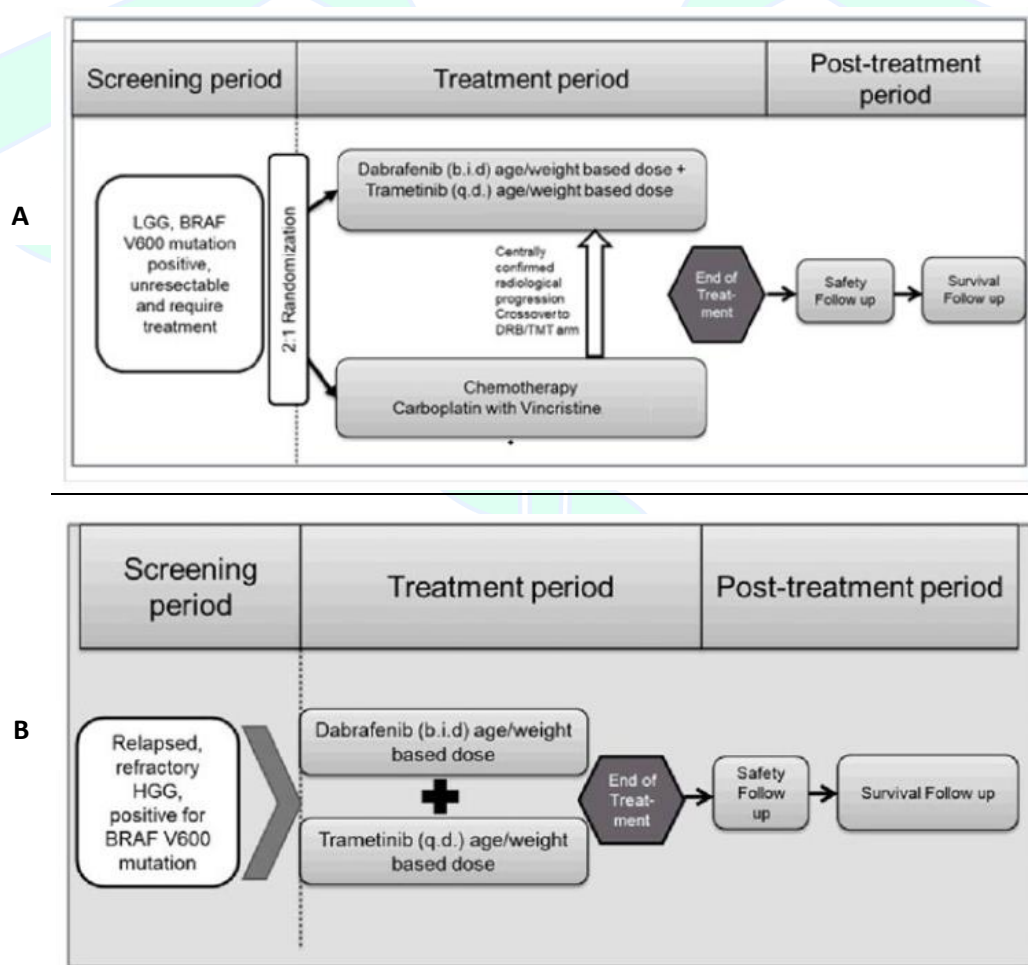 Screening period
Treatment period
Post-treatment
period
A
LGG, BRAF
V600 mutation
positive,
unresectable
and require
treatment
2:1 Randomization
Dabrafenib (b.i.d) age/weight based dose +
Trametinib (q.d.) age/weight based dose
Centrally
confirmed
radiological
progression
Crossover to
DRB/TMT arm
Chemotherapy
Carboplatin with Vincristine
End of
Treat-
ment
Safety
Follow up
Survival
Follow up
Screening
period
Treatment period
Post-treatment period
B
Relapsed,
refractory
HGG,
positive for
BRAF V600
mutation
Dabrafenib (b.i.d) age/weight
based dose
Trametinib (q.d.) age/weight
based dose
End of
Treat-
ment
Safety
Follow
up
Survival Follow up